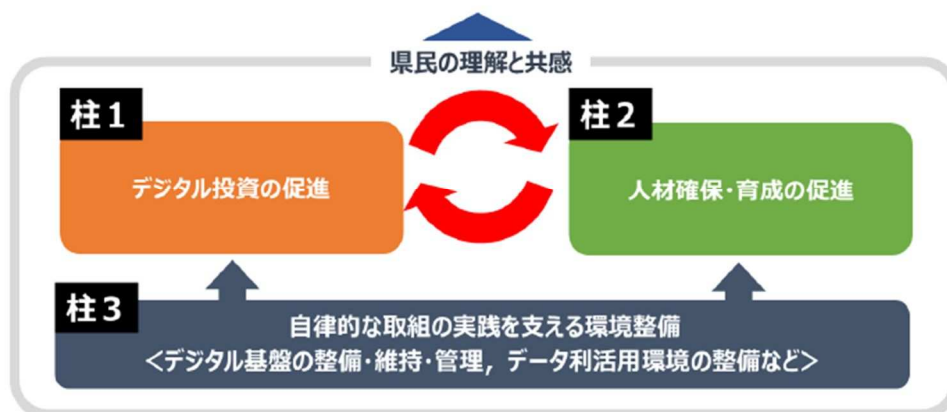 県民の理解と共感
柱1
デジタル投資の促進
柱2
人材確保・育成の促進
柱3
自律的な取組の実践を支える環境整備
＜デジタル基盤の整備・維持・管理，データ利活用環境の整備など＞